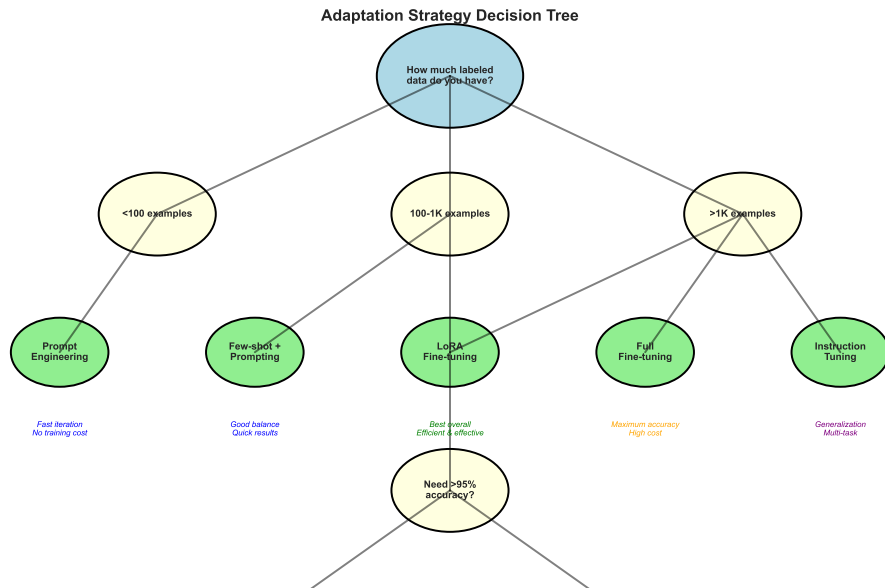 Adaptation Strategy Decision Tree
How much labeled
data do you have?
<100 examples
100-1K examples
>1K examples
Prompt
Engineering
Few-shot +
Prompting
LoRA
Fine-tuning
Full
Fine-tuning
Instruction
Tuning
Fast iteration
No training cost
Good balance
Quick results
Best overall
Efficient & effective
Maximum accuracy
High cost
Generalization
Multi-task
Need >95%
accuracy?